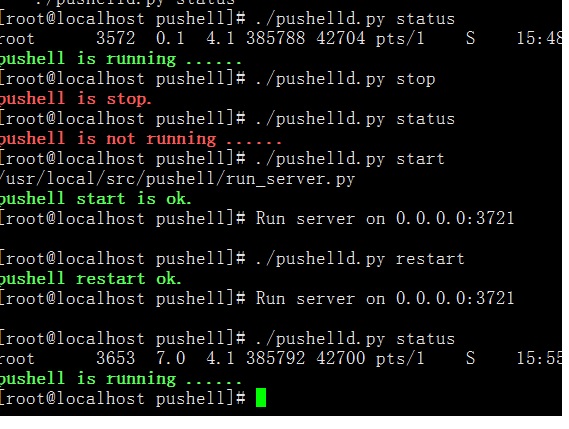 ./pushelld.py status
[root@localhost pushell]# ./pushelld.py status
root      3572  0.1  4.1 385788 42704 pts/1    S    15:48
pushell is running ......
[root@localhost pushell]# ./pushelld.py stop
pushell is stop.
[root@localhost pushell]# ./pushelld.py status
pushell is not running ......
[root@localhost pushell]# ./pushelld.py start
/usr/local/src/pushell/run_server.py
pushell start is ok.
[root@localhost pushell]# Run server on 0.0.0.0:3721
[root@localhost pushell]# ./pushelld.py restart
pushell restart ok.
[root@localhost pushell]# Run server on 0.0.0.0:3721
[root@localhost pushell]# ./pushelld.py status
root      3653  7.0  4.1 385792 42700 pts/1    S    15:55
pushell is running ......
[root@localhost pushell]#